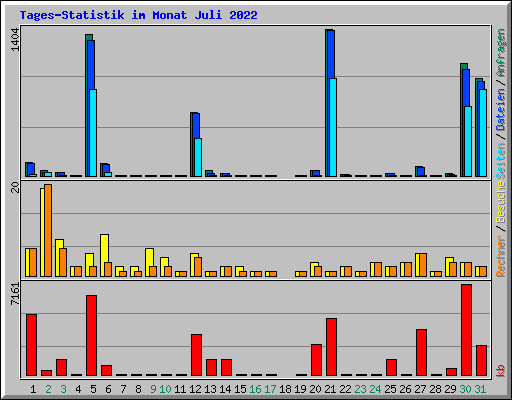 Tages-Statistik im Monat Juli 2022
1404
20
7161
Rechner / Besuche Seiten / Dateien / Anfragen
kb
1 2 3 4 5 6 7 8 9 10 11 12 13 14 15 16 17 18 19 20 21 22 23 24 25 26 27 28 29 30 31